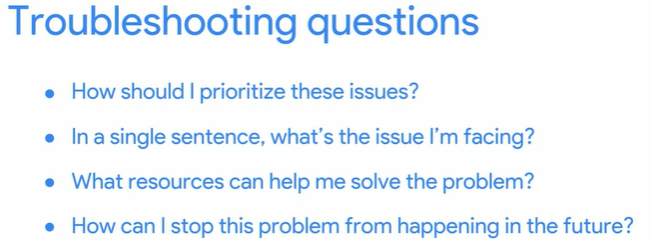 Troubleshooting questions
• How should I prioritize these issues?
• In a single sentence, what's the issue I'm facing?
• What resources can help me solve the problem?
• How can I stop this problem from happening in the future?